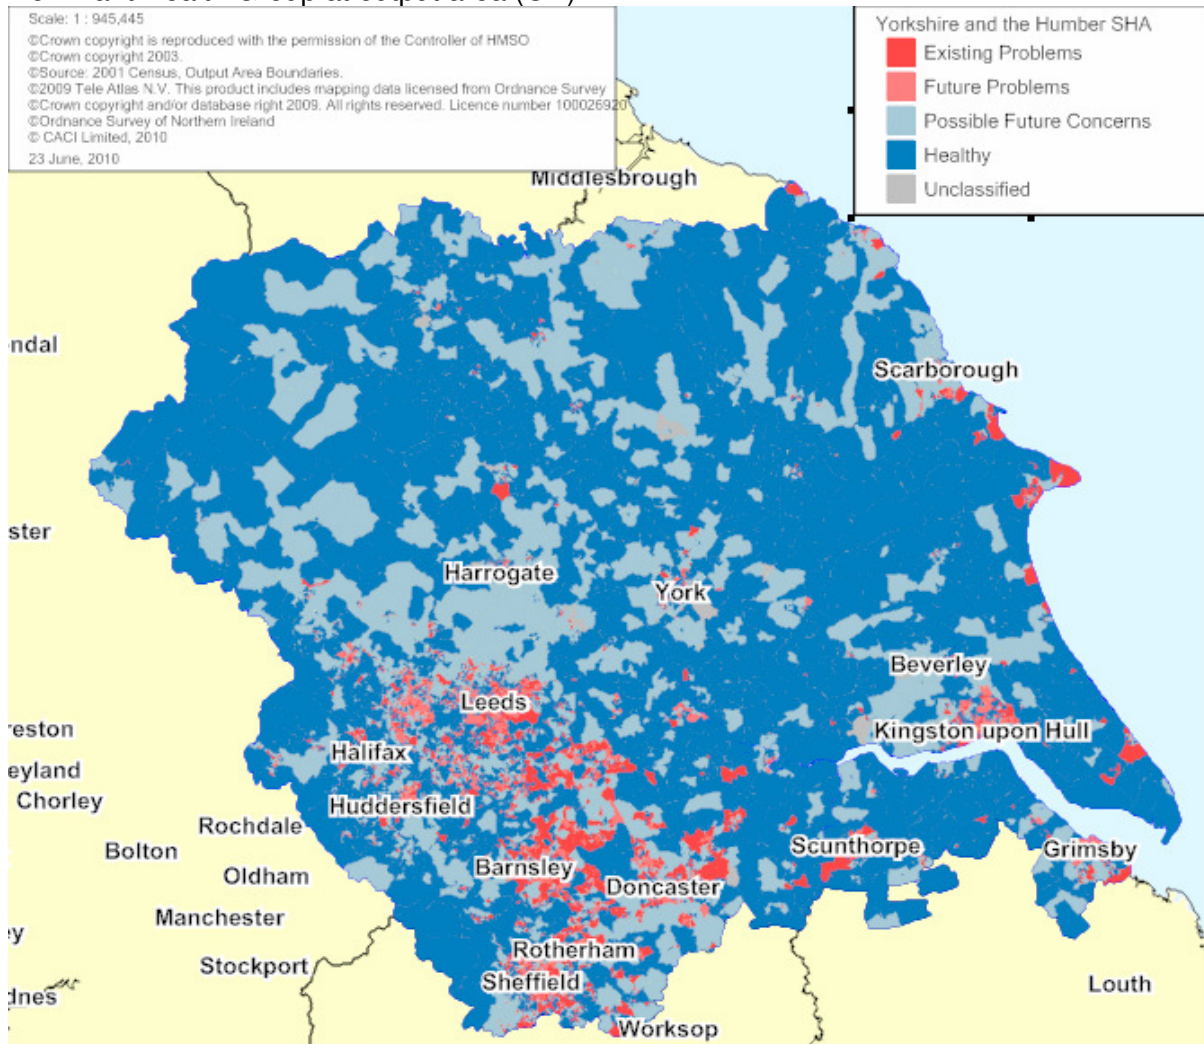 Scale: 1 : 945,445
©Crown copyright is reproduced with the permission of the Controller of HMSO
©Crown copyright 2003.
©Source: 2001 Census, Output Area Boundaries.
©2009 Tele Atlas N.V. This product includes mapping data licensed from Ordnance Survey
©Crown copyright and/or database right 2009. All rights reserved. Licence number 100026920
©Ordnance Survey of Northern Ireland
© CACI Limited, 2010
23 June, 2010
Yorkshire and the Humber SHA
Existing Problems
Future Problems
Possible Future Concerns
Healthy
Unclassified
Middlesbrough
endal
Scarborough
ster
Harrogate
York
Beverley
Leeds
reston
Kingston upon Hull
Halifax
eyland
Chorley
Huddersfield
Rochdale
Bolton
Scunthorpe
Grimsby
Barnsley
Oldham
Doncaster
Manchester
ey
Rotherham
Stockport
Sheffield
Louth
dnes
Worksop